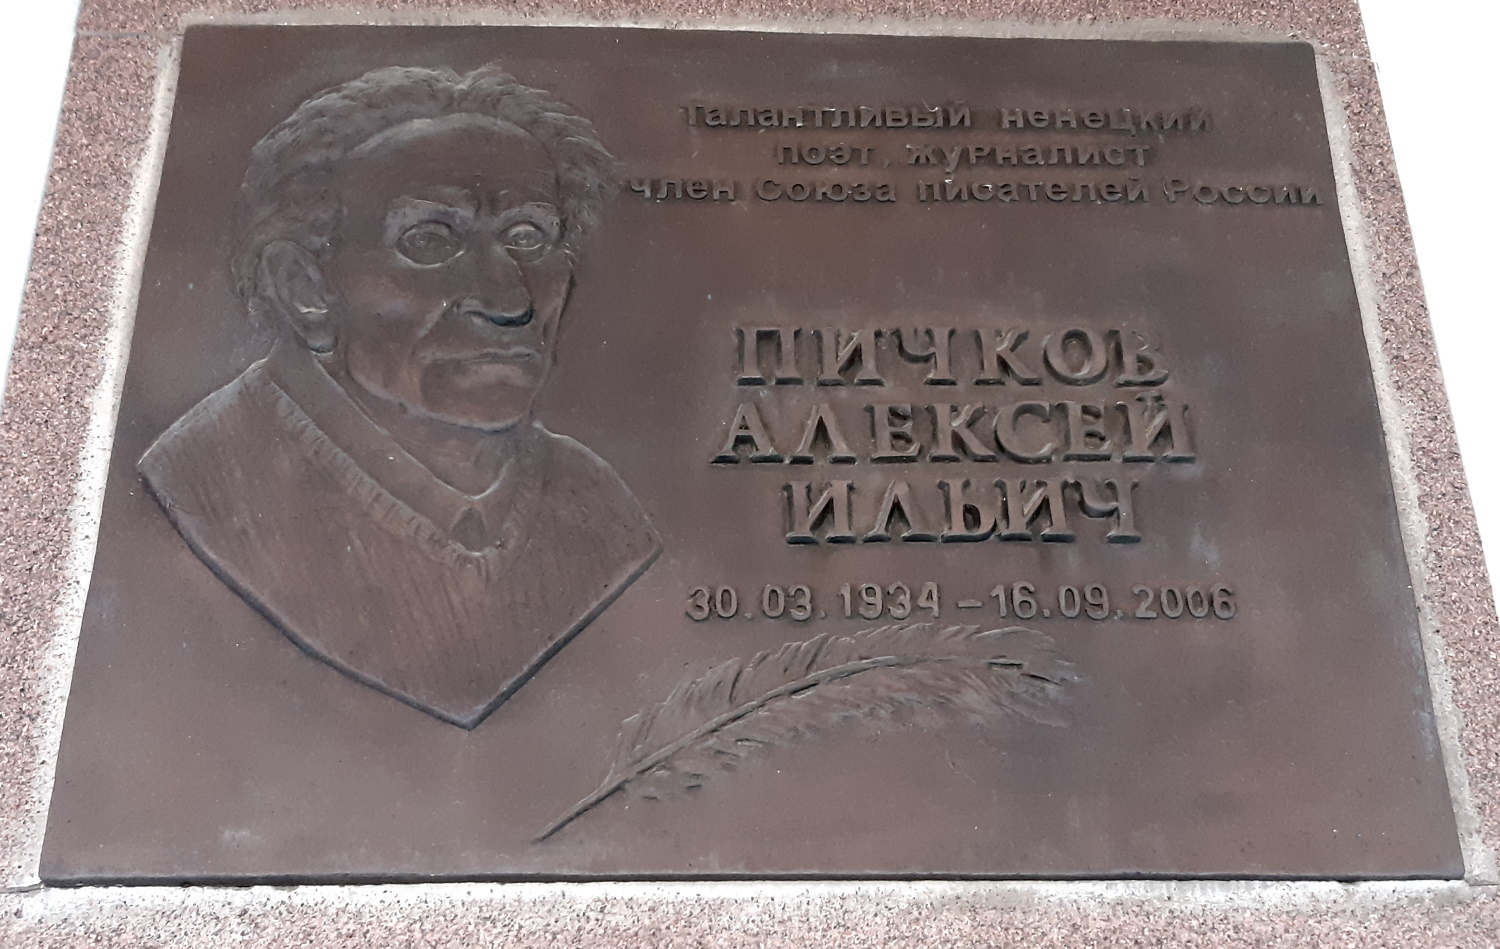 Талантливый ненецкий
поэт, журналист
член Союза писателей России
ПИЧКОВ
АЛЕКСЕЙ
ИЛЬИЧ
30.03.1934 – 16.09.2006